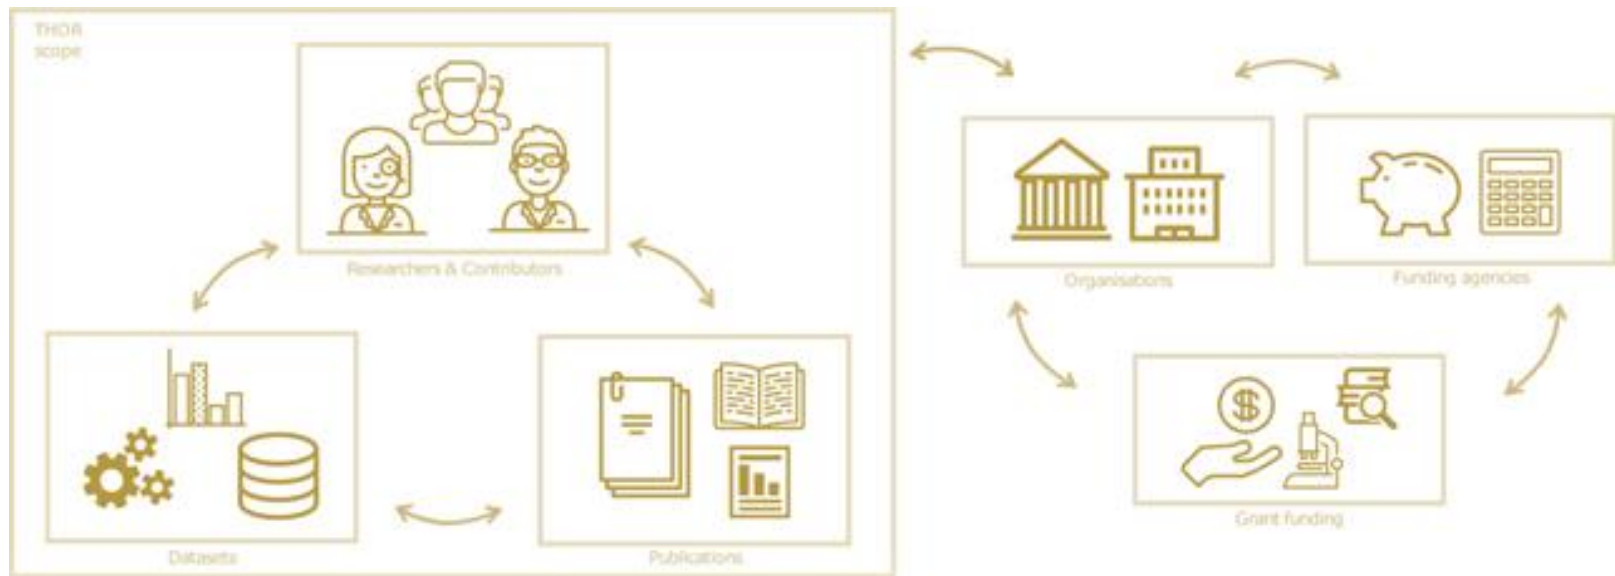 THOR
scope
Researchers & Contributors
Organisations
Funding agencies
Datasets
Publications
Grant funding
$